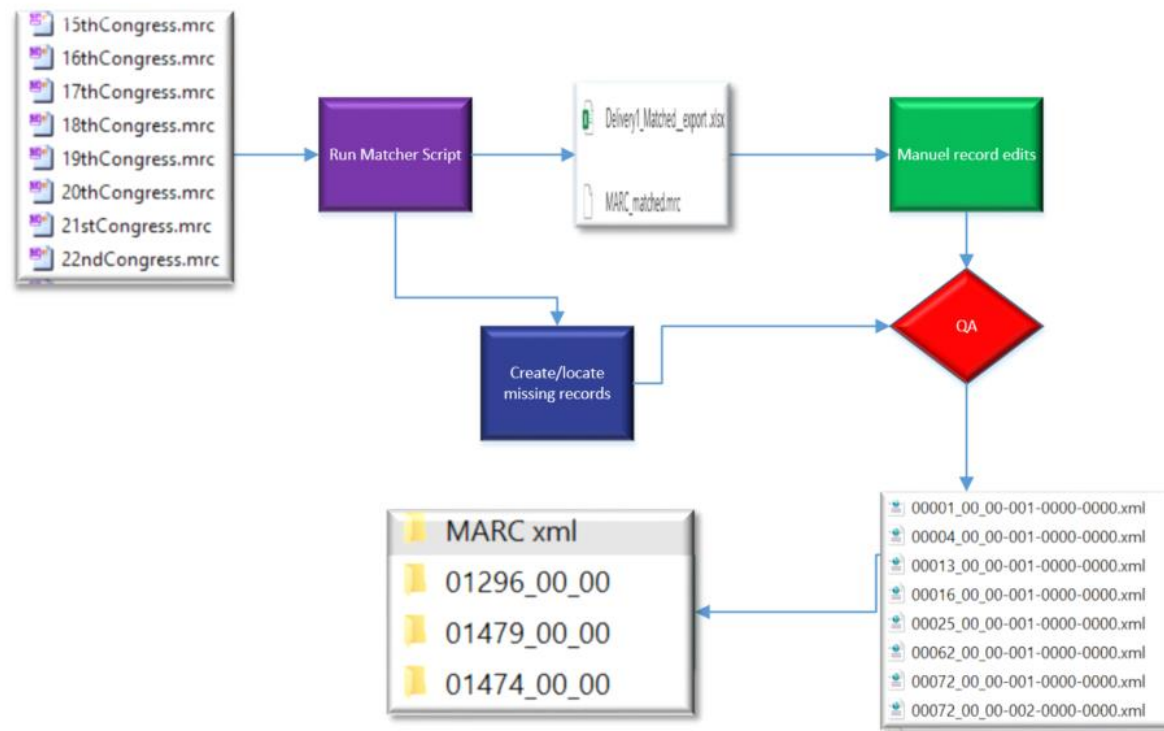 15thCongress.mrc
16thCongress.mrc
17thCongress.mrc
18thCongress.mrc
19thCongress.mrc
20thCongress.mrc
21stCongress.mrc
22ndCongress.mrc
Run Matcher Script
Delivery1_Matched__export.xlsx
MARC_matched.mrc
Manuel record edits
Create/locate
missing records
QA
00001_00_00-001-0000-0000.xml
00004_00_00-001-0000-0000.xml
00013_00_00-001-0000-0000.xml
00016_00_00-001-0000-0000.xml
00025_00_00-001-0000-0000.xml
00062_00_00-001-0000-0000.xml
00072_00_00-001-0000-0000.xml
00072_00_00-002-0000-0000.xml
MARC xml
01296_00_00
01479_00_00
01474_00_00